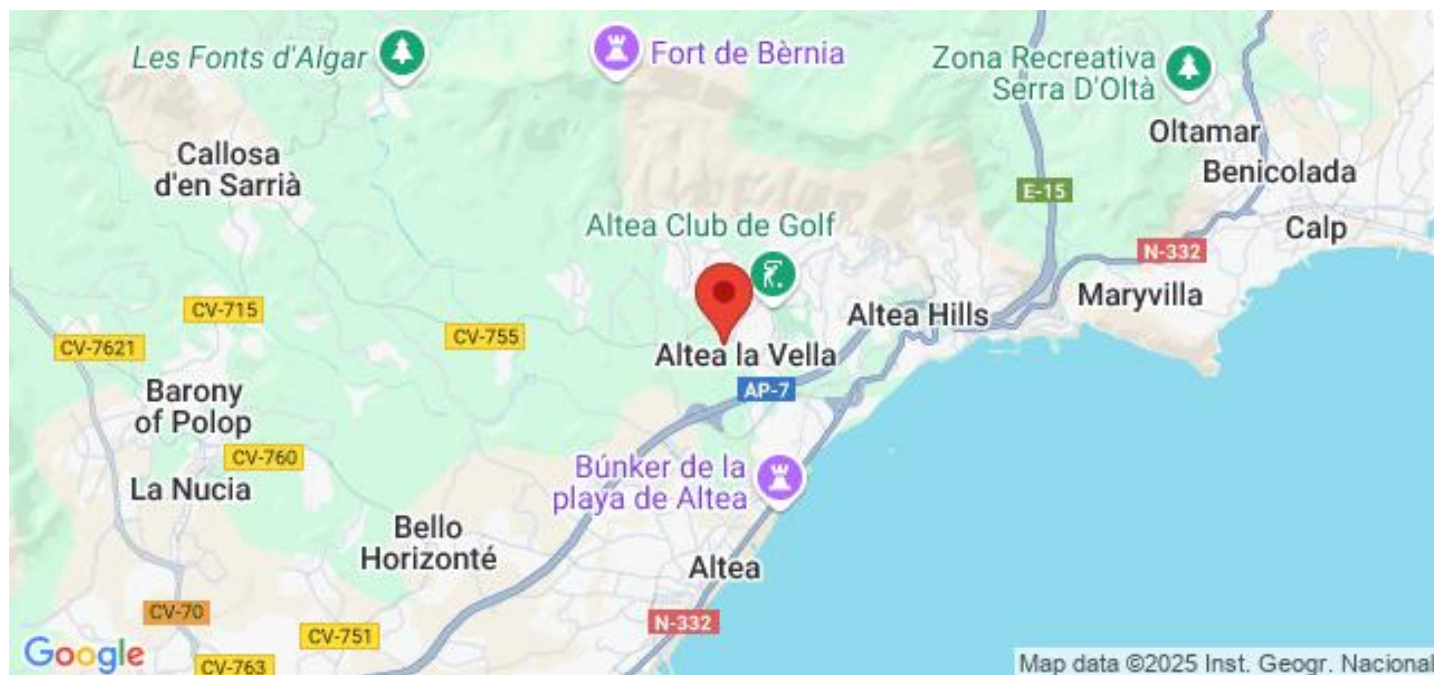 Les Fonts d'Algar
Fort de Bèrnia
Zona Recreativa
Serra D'Oltà
Oltamar
Callosa
d'en Sarrià
Benicolada
E-15
Altea Club de Golf
Calp
N-332
Maryvilla
CV-715
Altea Hills
CV-755
CV-7621
Altea la Vella
AP-7
Barony
of Polop
CV-760
Búnker de la
playa de Altea
La Nucia
Bello
Horizonté
Altea
CV-70
N-332
CV-751
Google
CV-763
Map data ©2025 Inst. Geogr. Nacional